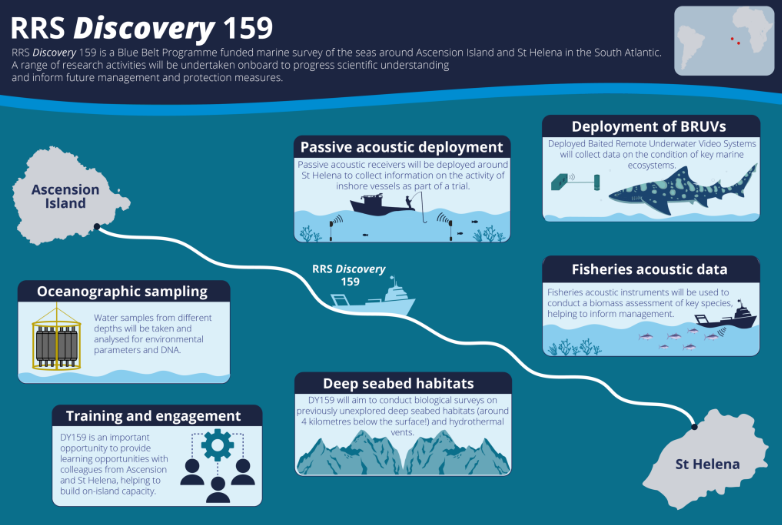 RRS Discovery 159
RRS Discovery 159 is a Blue Belt Programme funded marine survey of the seas around Ascension Island and St Helena in the South Atlantic.
A range of research activities will be undertaken onboard to progress scientific understanding
and inform future management and protection measures.
Ascension
Island
Passive acoustic deployment
Passive acoustic receivers will be deployed around
St Helena to collect information on the activity of
inshore vessels as part of a trial.
Deployment of BRUVs
Deployed Baited Remote Underwater Video Systems
will collect data on the condition of key marine
ecosystems.
RRS Discovery
159
Fisheries acoustic data
Fisheries acoustic instruments will be used to
conduct a biomass assessment of key species,
helping to inform management.
Oceanographic sampling
Water samples from different
depths will be taken and
analysed for environmental
parameters and DNA.
Deep seabed habitats
DY159 will aim to conduct biological surveys on
previously unexplored deep seabed habitats (around
4 kilometres below the surface!) and hydrothermal
vents.
Training and engagement
DY159 is an important
opportunity to provide
learning opportunities with
colleagues from Ascension
and St Helena, helping to
build on-island capacity.
St Helena